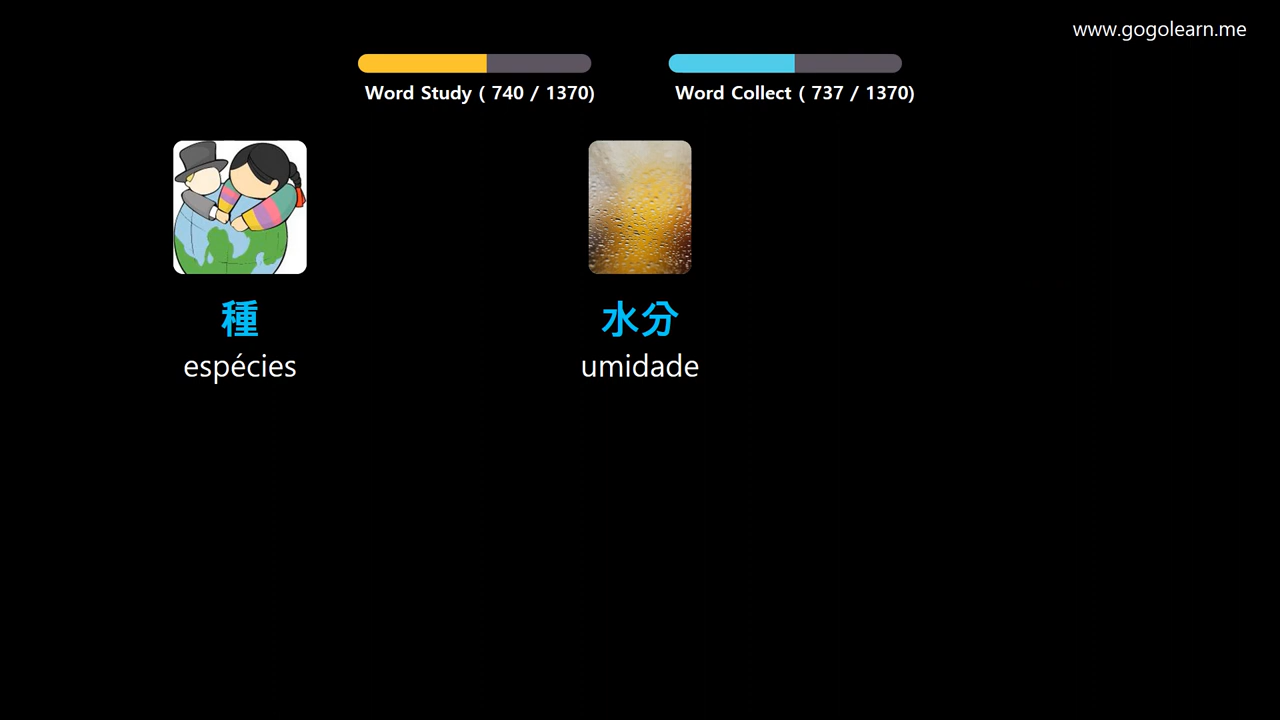 www.gogolearn.me
Word Study ( 740 / 1370)
Word Collect ( 737 / 1370)
種
水分
espécies
umidade